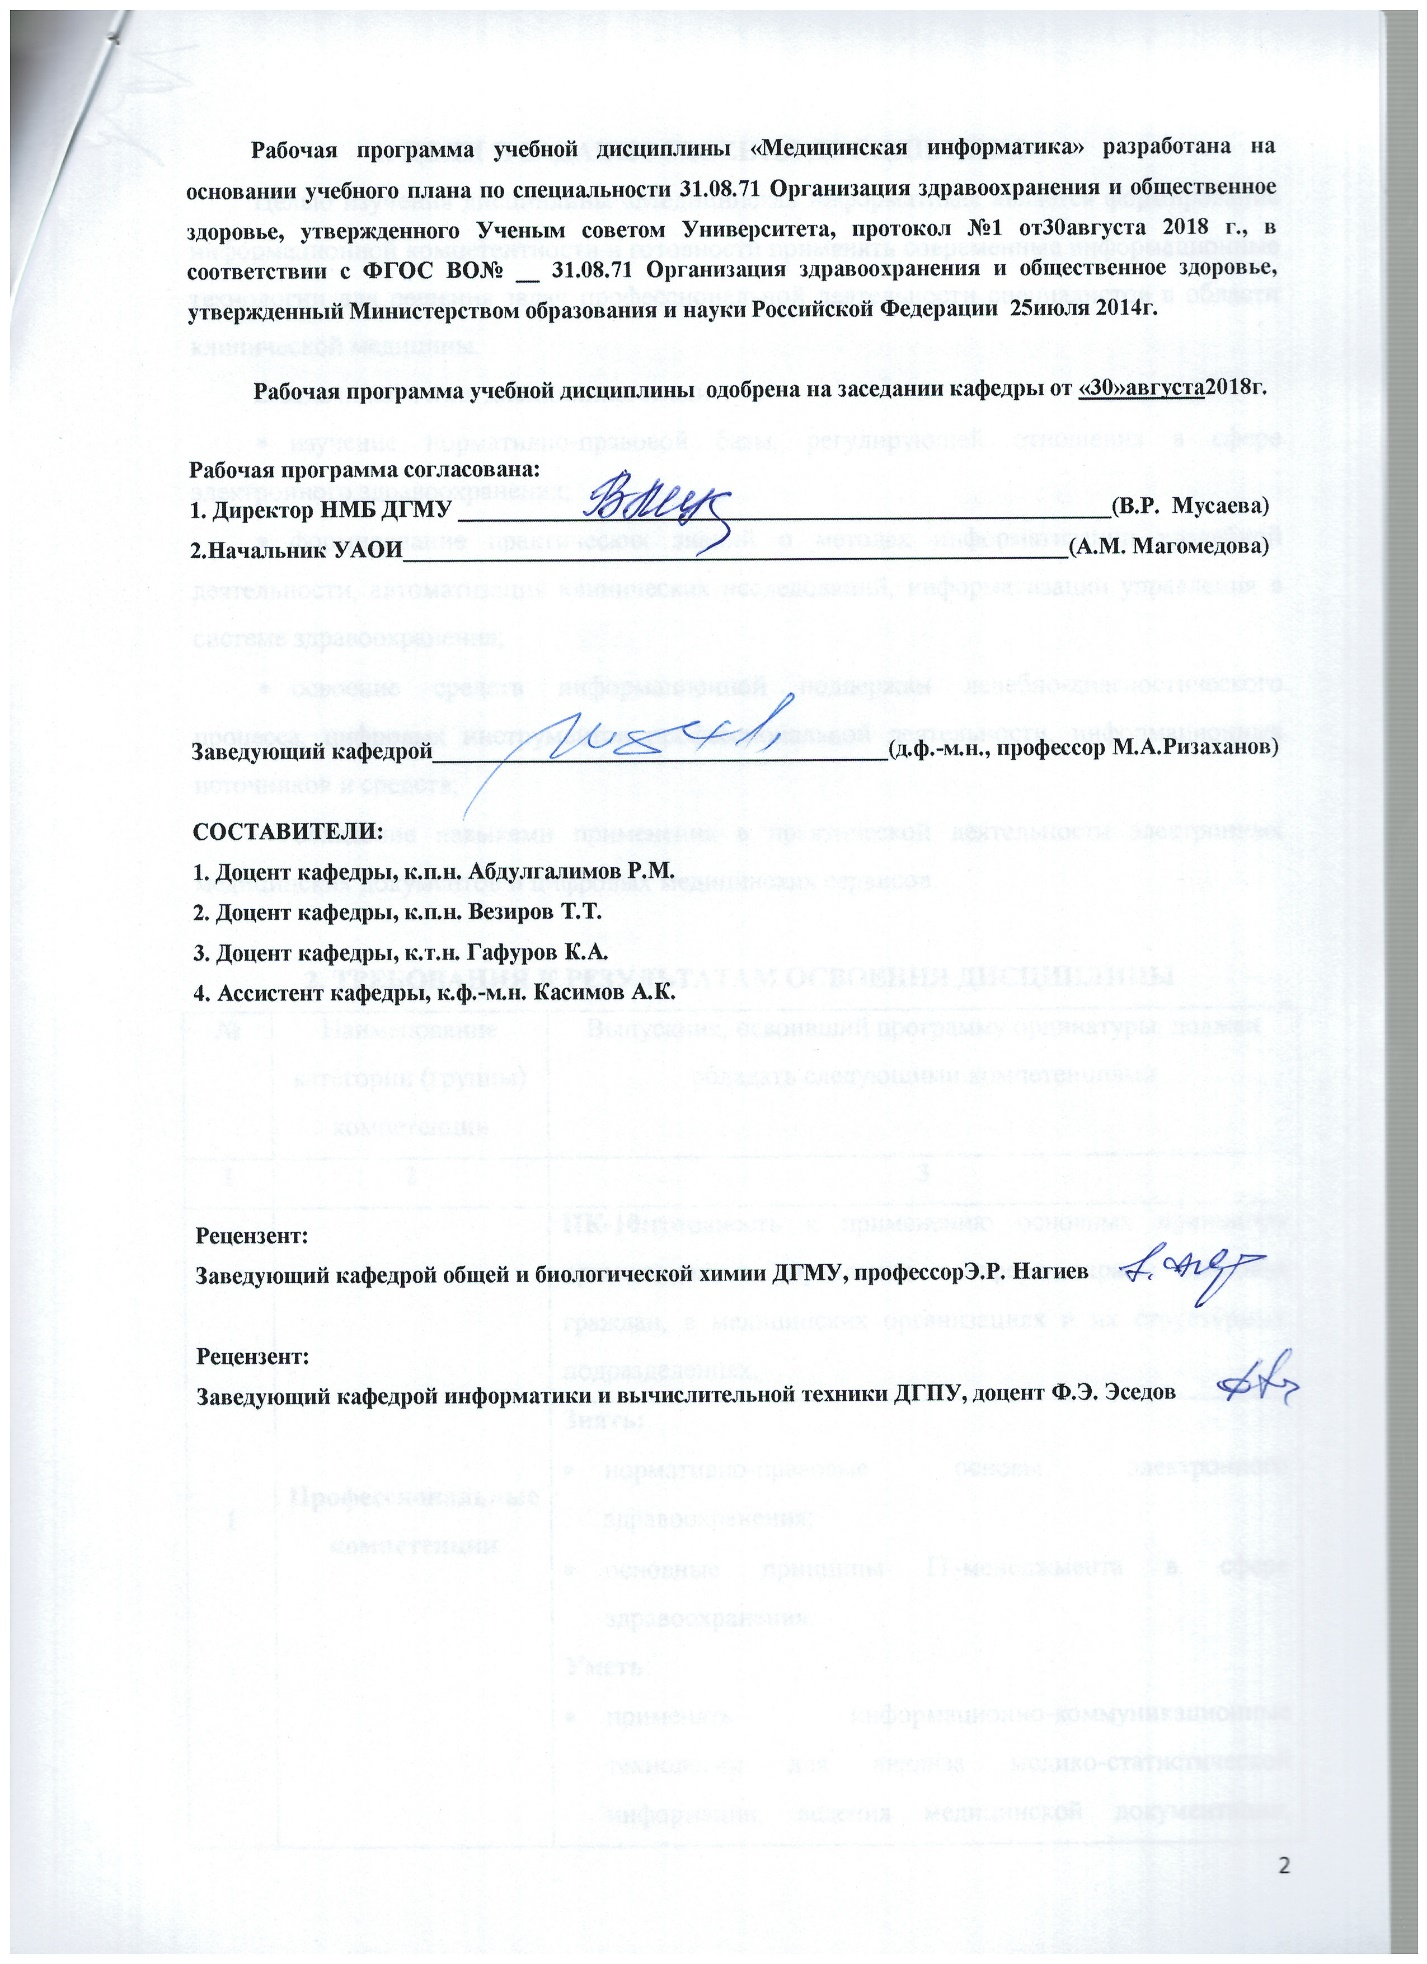 Рабочая программа учебной дисциплины «Медицинская информатика» разработана на
основании учебного плана по специальности 31.08.71 Организация здравоохранения и общественное
здоровье, утвержденного Ученым советом Университета, протокол №1 от30августа 2018 г., в
соответствии с ФГОС ВО№ __ 31.08.71 Организация здравоохранения и общественное здоровье,
утвержденный Министерством образования и науки Российской Федерации 25июля 2014г.
Рабочая программа учебной дисциплины одобрена на заседании кафедры от «30»августа2018г.
Рабочая программа согласована:
1. Директор НМБ ДГМУ (В.Р. Мусаева)
2.Начальник УАОИ (А.М. Магомедова)
Заведующий кафедрой (д.ф.-м.н., профессор М.А.Ризаханов)
СОСТАВИТЕЛИ:
1. Доцент кафедры, к.п.н. Абдулгалимов Р.М.
2. Доцент кафедры, к.п.н. Везиров Т.Т.
3. Доцент кафедры, к.т.н. Гафуров К.А.
4. Ассистент кафедры, к.ф.-м.н. Касимов А.К.
Рецензент:
Заведующий кафедрой общей и биологической химии ДГМУ, профессорЭ.Р. Нагиев
Рецензент:
Заведующий кафедрой информатики и вычислительной техники ДГПУ, доцент Ф.Э. Эседов
2